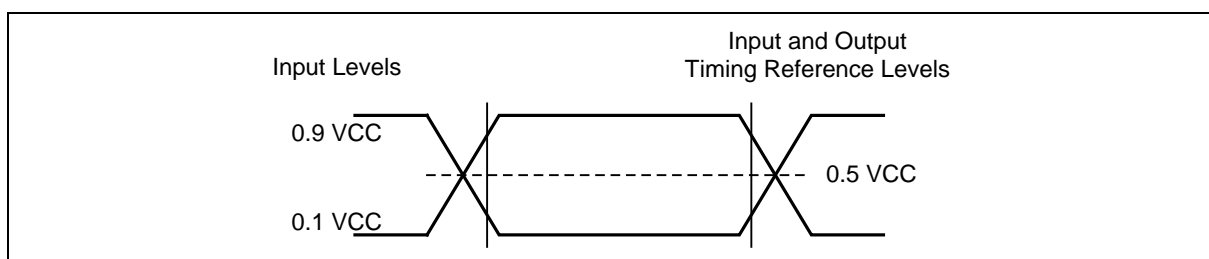 Input Levels
Input and Output
Timing Reference Levels
0.9 VCC
0.5 VCC
0.1 VCC